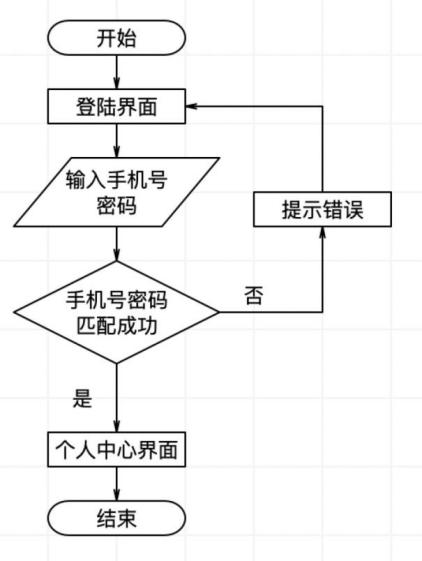 开始
登陆界面
输入手机号
密码
提示错误
手机号密码
匹配成功
否
是
个人中心界面
结束